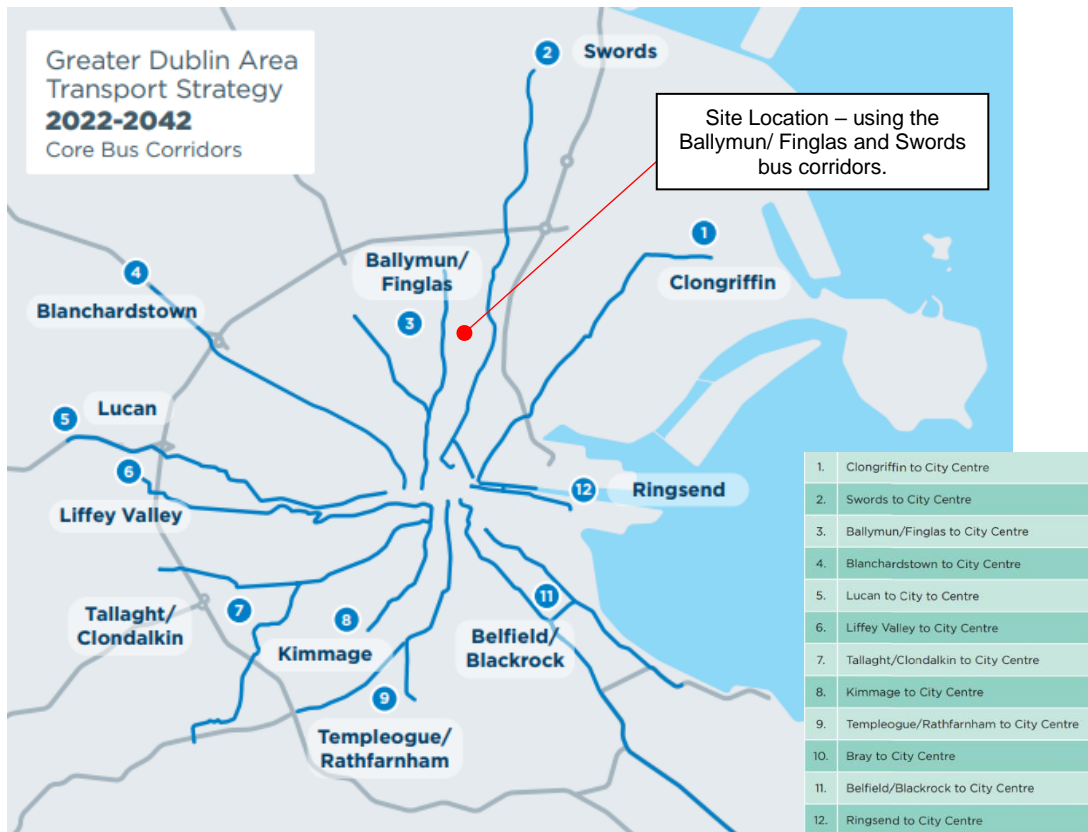 Greater Dublin Area
Transport Strategy
2022-2042
Core Bus Corridors
2 Swords
Site Location – using the
Ballymun/ Finglas and Swords
bus corridors.
1
Clongriffin
Ballymun/
Finglas
3
4
Blanchardstown
Lucan
5
6
Liffey Valley
12 Ringsend
Tallaght/
Clondalkin
7
8
Kimmage
11
Belfield/
Blackrock
9
Templeogue/
Rathfarnham
1. Clongriffin to City Centre
2. Swords to City Centre
3. Ballymun/Finglas to City Centre
4. Blanchardstown to City Centre
5. Lucan to City to Centre
6. Liffey Valley to City Centre
7. Tallaght/Clondalkin to City Centre
8. Kimmage to City Centre
9. Templeogue/Rathfarnham to City Centre
10. Bray to City Centre
11. Belfield/Blackrock to City Centre
12. Ringsend to City Centre